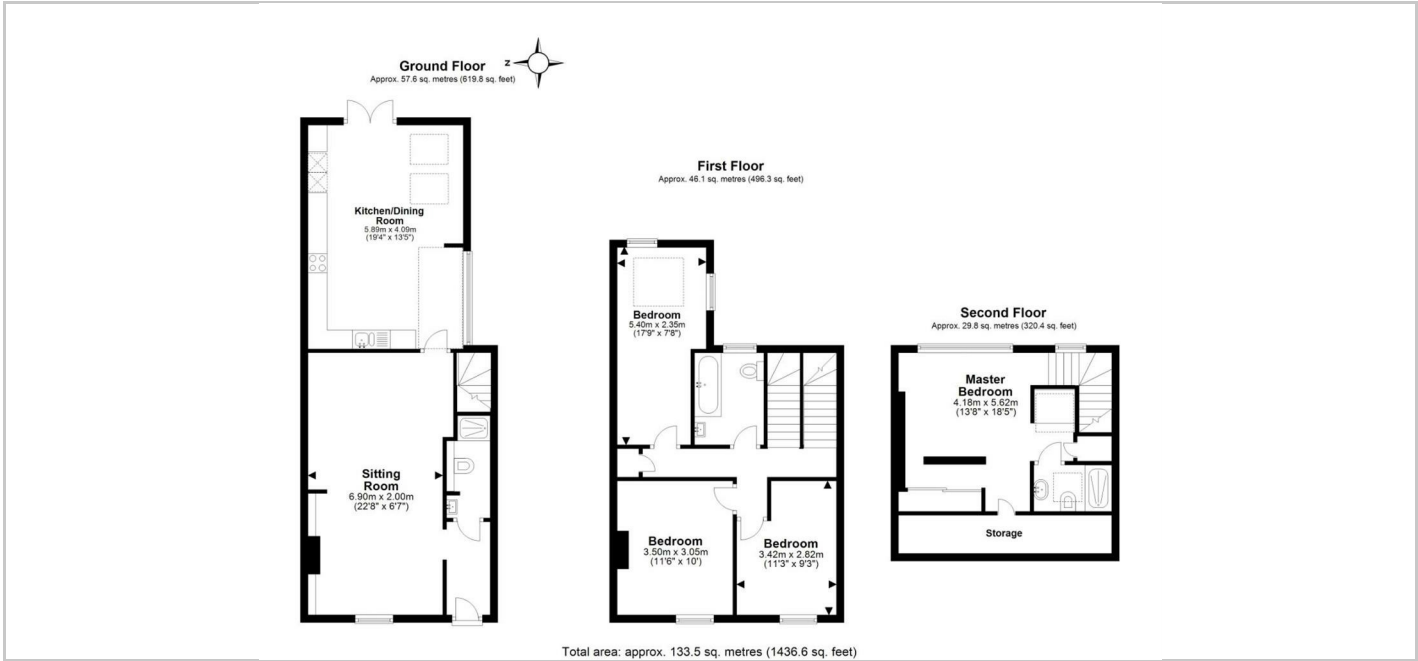 Ground Floor
Approx. 57.6 sq. metres (619.8 sq. feet)
Z
Kitchen/Dining
Room
5.89m x 4.09m
(19'4" x 13'5")
Sitting
Room
6.90m x 2.00m
(22'8" x 6'7")
First Floor
Approx. 46.1 sq. metres (496.3 sq. feet)
Bedroom
5.40m x 2.35m
(17'9" x 7'8")
Bedroom
3.50m x 3.05m
(11'6" x 10')
Bedroom
3.42m x 2.82m
(11'3" x 9'3")
Second Floor
Approx. 29.8 sq. metres (320.4 sq. feet)
Master
Bedroom
4.18m x 5.62m
(13'8" x 18'5")
Storage
Total area: approx. 133.5 sq. metres (1436.6 sq. feet)